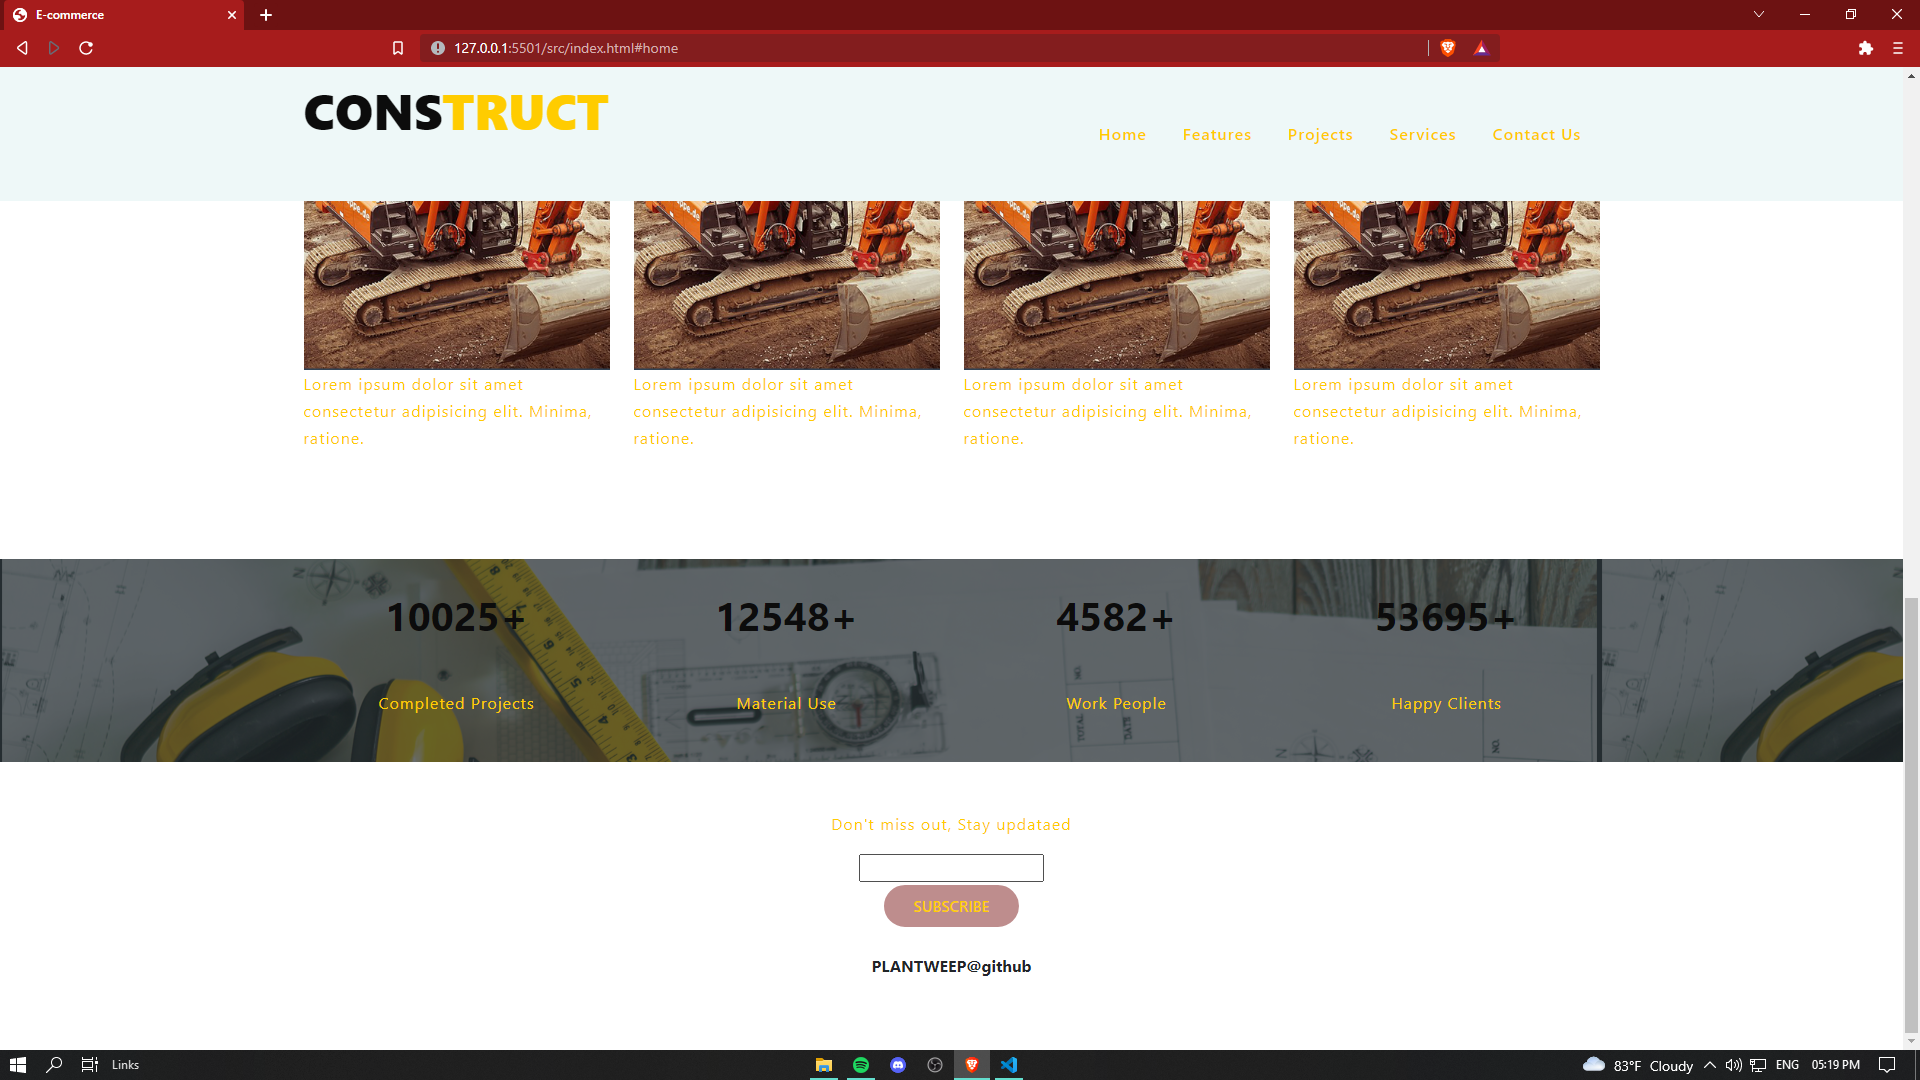 E-commerce
127.0.0.1:5501/src/index.html#home
CONSTRUCT
Home Features Projects Services Contact Us
Lorem ipsum dolor sit amet
consectetur adipisicing elit. Minima,
ratione.
Lorem ipsum dolor sit amet
consectetur adipisicing elit. Minima,
ratione.
Lorem ipsum dolor sit amet
consectetur adipisicing elit. Minima,
ratione.
Lorem ipsum dolor sit amet
consectetur adipisicing elit. Minima,
ratione.
10025+ 12548+ 4582+ 53695+
Completed Projects Material Use Work People Happy Clients
TOTAL
DATE
NO.
NO.
Don't miss out, Stay updataed
SUBSCRIBE
PLANTWEEP@github
Links
83°F Cloudy ENG 05:19 PM